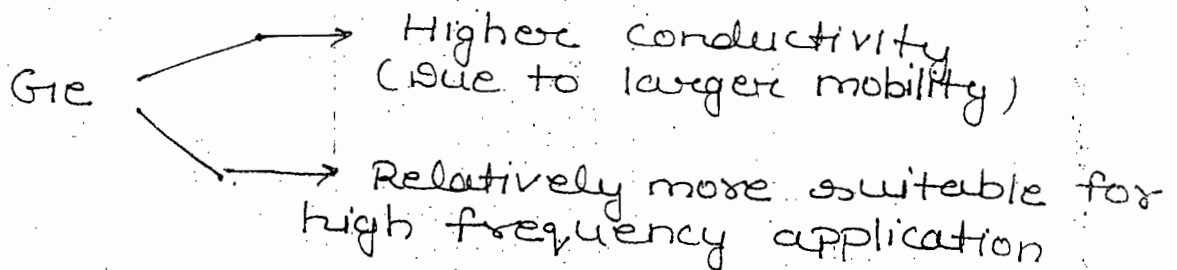 Ge
Higher conductivity
(Due to larger mobility)
Relatively more suitable for
high frequency application